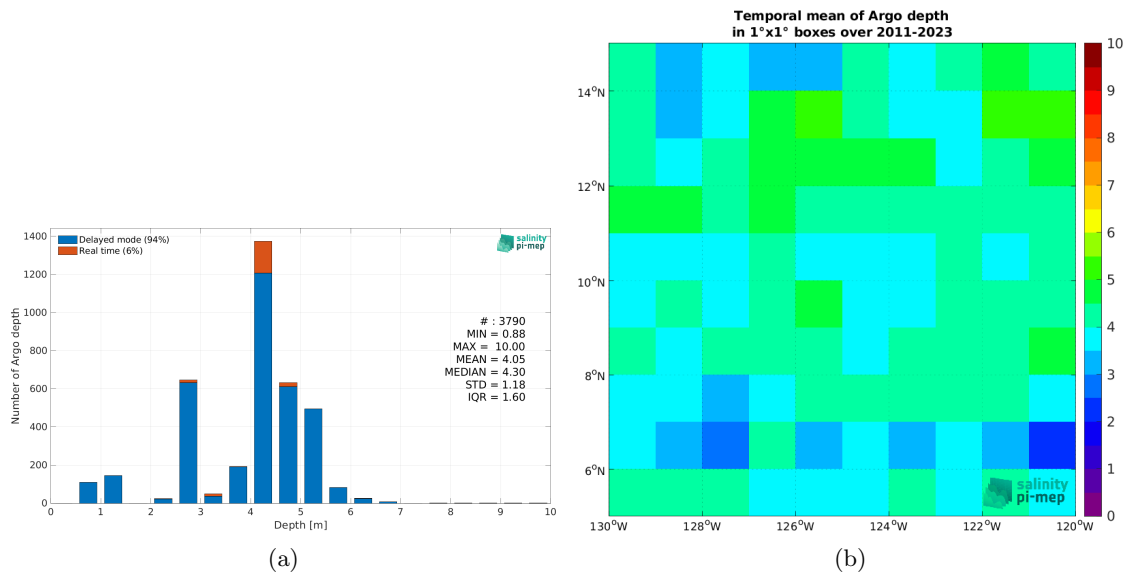 Delayed mode (94%)
Real time (6%)
salinity
pi-mep
1400
1200
1000
800
600
400
200
0
Number of Argo depth
# : 3790
MIN = 0.88
MAX = 10.00
MEAN = 4.05
MEDIAN = 4.30
STD = 1.18
IQR = 1.60
0 1 2 3 4 5 6 7 8 9 10
Depth [m]
(a)
Temporal mean of Argo depth
in 1°x1° boxes over 2011-2023
14°N
12°N
10°N
8°N
6°N
130°W 128°W 126°W 124°W 122°W 120°W
salinity
pi-mep
10
9
8
7
6
5
4
3
2
1
0
(b)